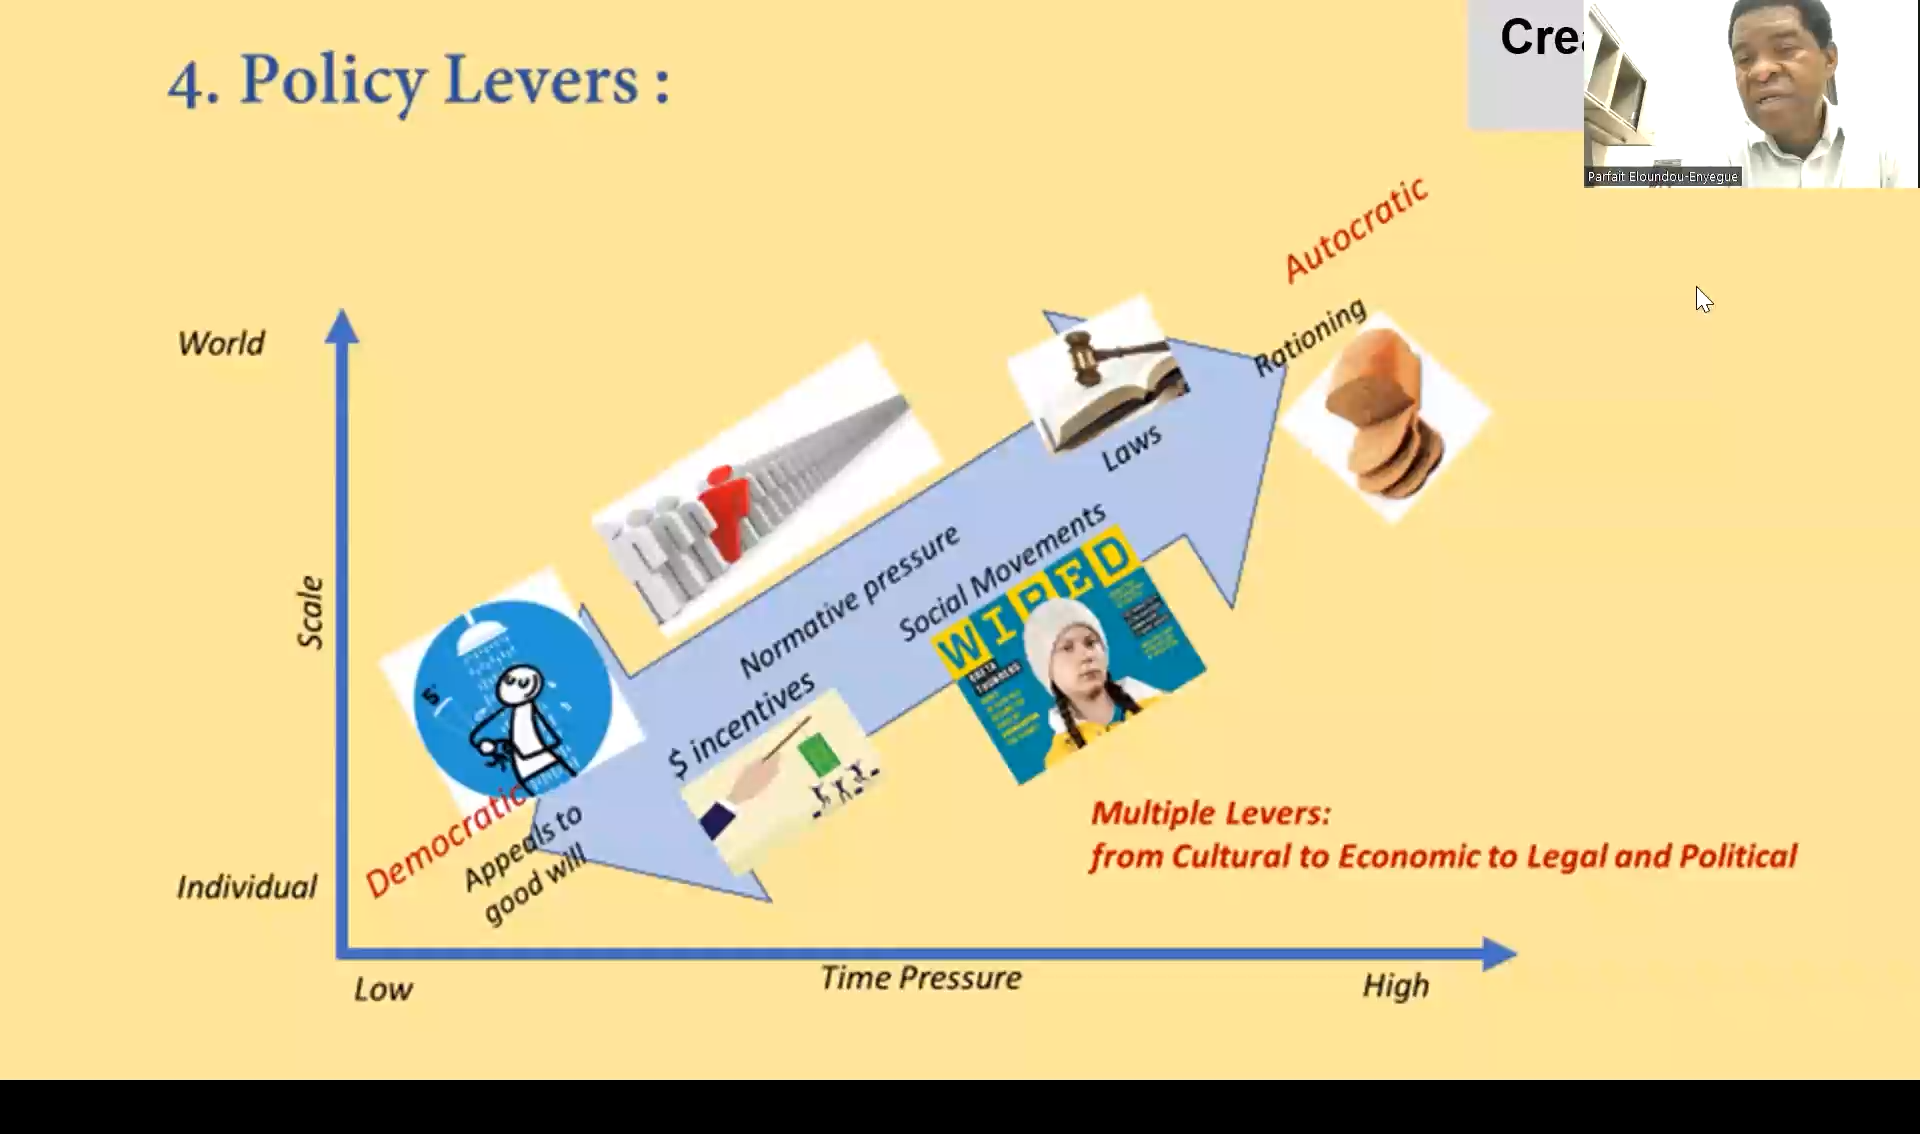 4. Policy Levers :
Cre
Parfait Eloundou-Enyegue
Autocratic
Rationing
World
Laws
Normative pressure
Social Movements
WIRED
GRETA
THUNBERG
Scale
$ incentives
5'
Democratic
Appeals to
good will
Multiple Levers:
from Cultural to Economic to Legal and Political
Individual
Time Pressure
Low
High